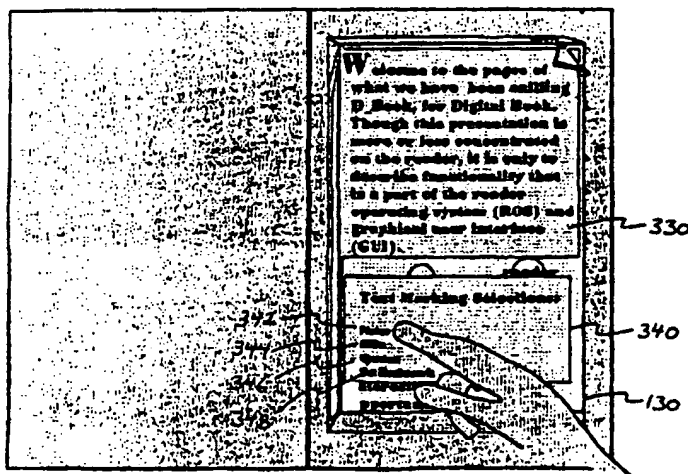 Welcome to the pages of
what we have been calling
D_Book, for Digital Book.
Though this presentation is
more or less concentrated
on the reader, it is only to
describe functionality that
is a part of the reader
operating system (ROS) and
graphical user interface
(GUI).
330
Text Marking Selections:
342
344
346
348
340
130